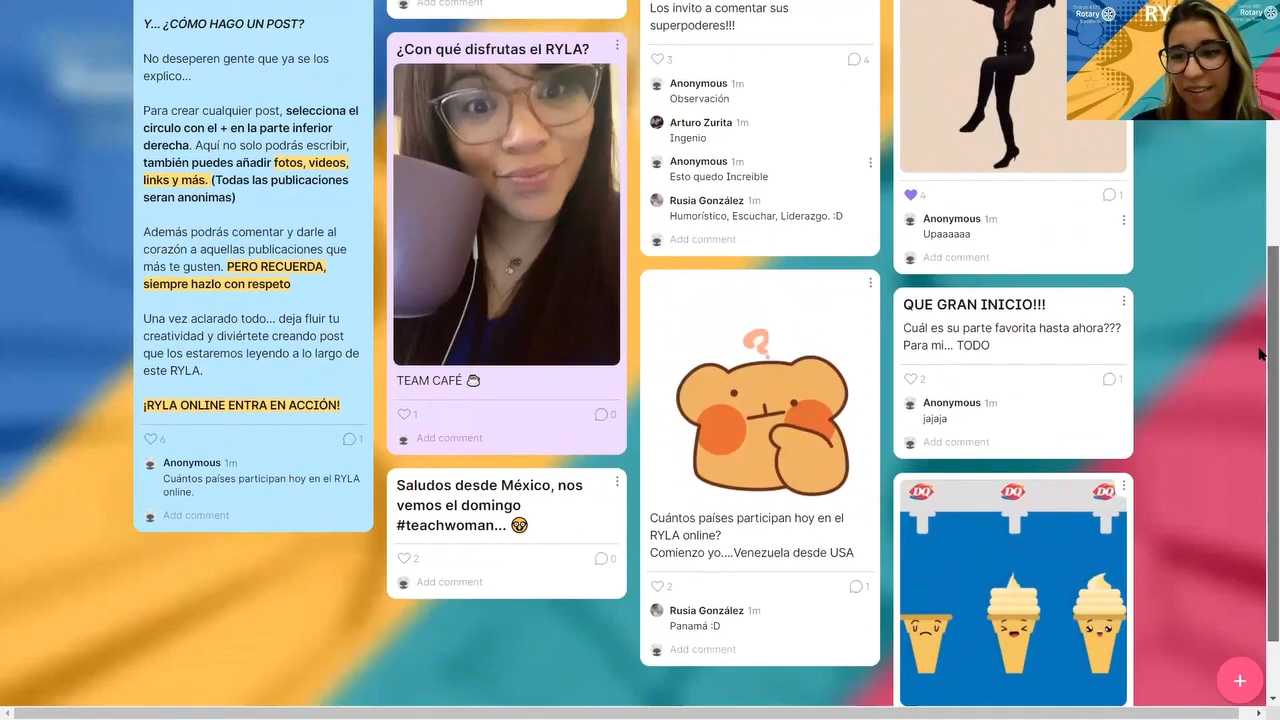 Y... ¿CÓMO HAGO UN POST?
No deseperen gente que ya se los
explico...
Para crear cualquier post, selecciona el
circulo con el + en la parte inferior
derecha. Aquí no solo podrás escribir,
también puedes añadir fotos, videos,
links y más. (Todas las publicaciones
seran anonimas)
Además podrás comentar y darle al
corazón a aquellas publicaciones que
más te gusten. PERO RECUERDA,
siempre hazlo con respeto
Una vez aclarado todo... deja fluir tu
creatividad y diviértete creando post
que los estaremos leyendo a lo largo de
este RYLA.
¡RYLA ONLINE ENTRA EN ACCIÓN!
6
1
Anonymous 1m
Cuántos países participan hoy en el RYLA
online.
Add comment
¿Con qué disfrutas el RYLA?
TEAM CAFÉ
1
0
Add comment
Saludos desde México, nos
vemos el domingo
#teachwoman...
2
0
Add comment
Los invito a comentar sus
superpoderes!!!
3
4
Anonymous 1m
Observación
Arturo Zurita 1m
Ingenio
Anonymous 1m
Esto quedo Increible
Rusia González 1m
Humorístico, Escuchar, Liderazgo. :D
Add comment
?
Cuántos países participan hoy en el
RYLA online?
Comienzo yo....Venezuela desde USA
2
1
Rusia González 1m
Panamá :D
Add comment
4
1
Anonymous 1m
Upaaaaaa
Add comment
QUE GRAN INICIO!!!
Cuál es su parte favorita hasta ahora???
Para mi... TODO
2
1
Anonymous 1m
jajaja
Add comment
DQ DQ DQ
Rotary
RY
Rotary
+